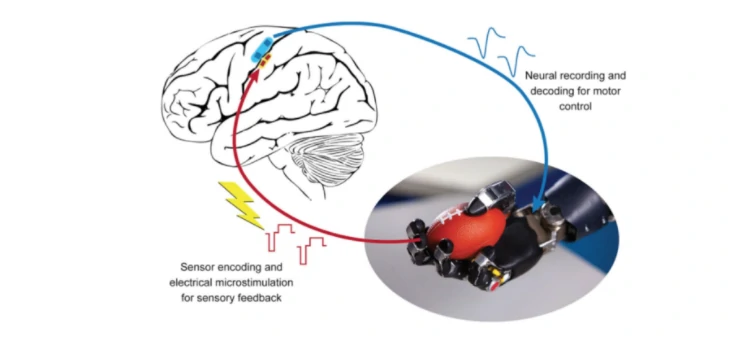 Neural recording and
decoding for motor
control
Sensor encoding and
electrical microstimulation
for sensory feedback